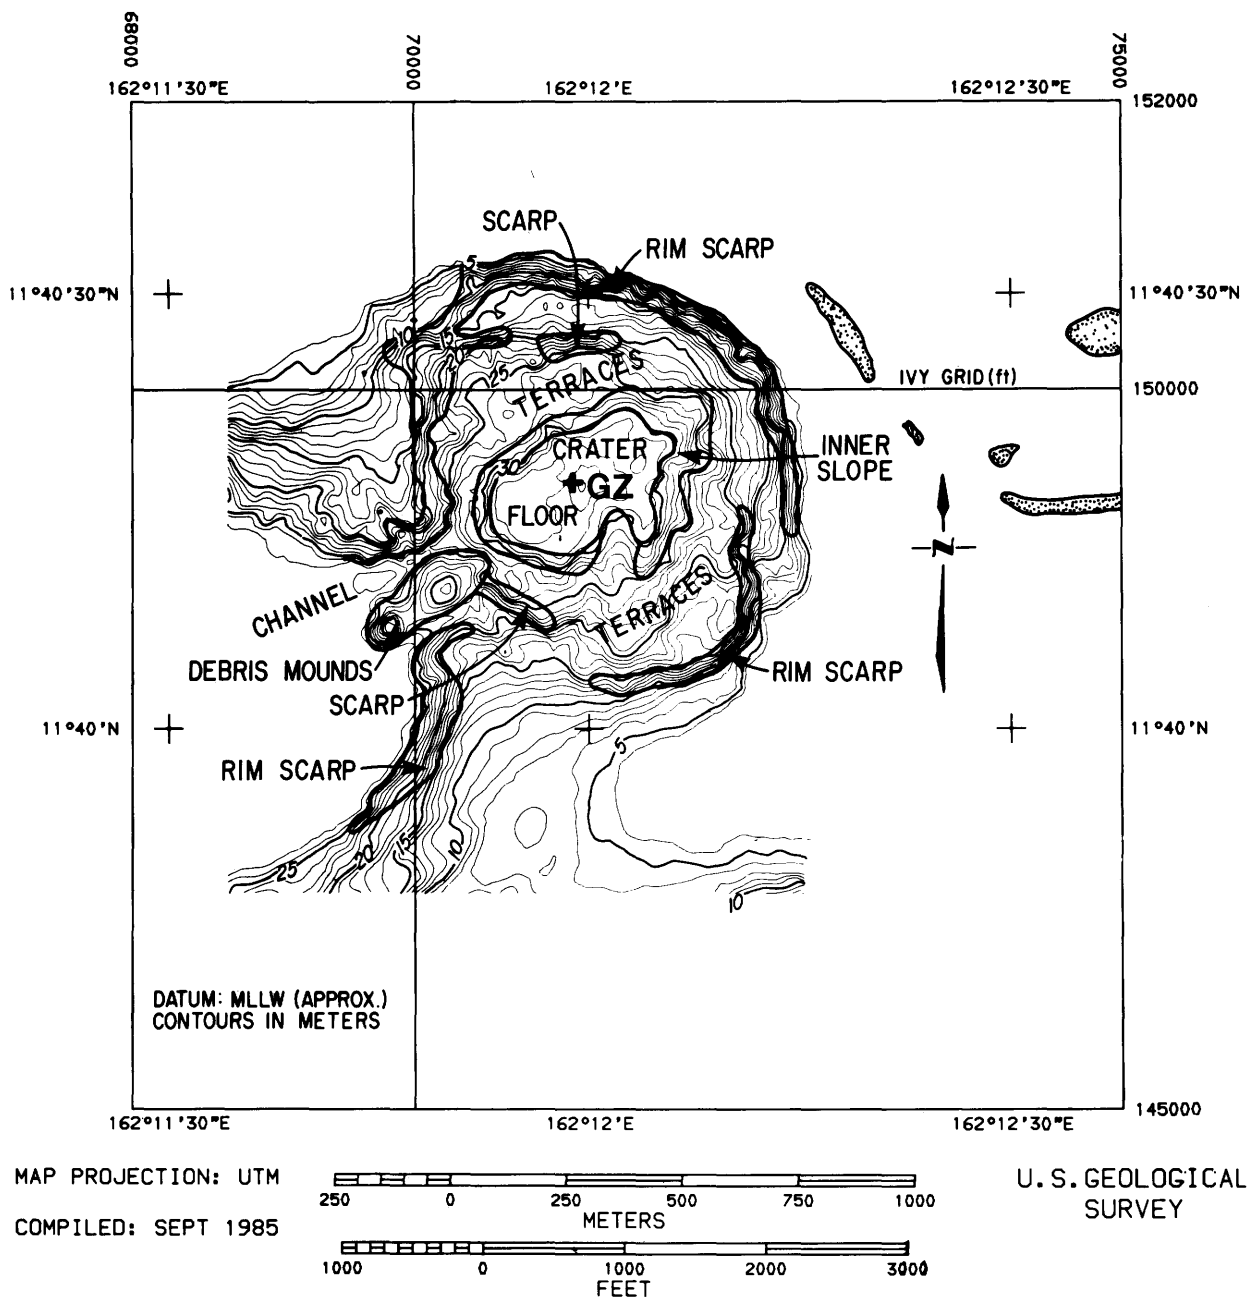 68000 70000 75000
162°11'30"E 162°12'E 162°12'30"E
152000
SCARP
RIM SCARP
5
11°40'30"N 11°40'30"N
10 15
20
25
TERRACES
IVY GRID (ft)
150000
CRATER
INNER
SLOPE
30
+GZ
FLOOR
N
CHANNEL
TERRACES
DEBRIS MOUNDS
RIM SCARP
SCARP
11°40'N 11°40'N
5
RIM SCARP
25 20 15 10
10
DATUM: MLLW (APPROX.)
CONTOURS IN METERS
145000
162°11'30"E 162°12'E 162°12'30"E
MAP PROJECTION: UTM
COMPILED: SEPT 1985
250 0 250 500 750 1000
METERS
1000 0 1000 2000 3000
FEET
U.S. GEOLOGICAL
SURVEY